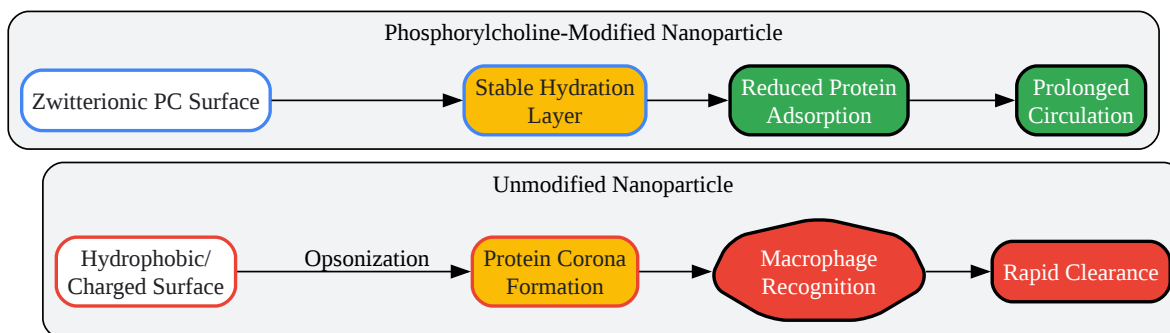 Phosphorylcholine-Modified Nanoparticle
Zwitterionic PC Surface
Stable Hydration
Layer
Reduced Protein
Adsorption
Prolonged
Circulation
Unmodified Nanoparticle
Hydrophobic/
Charged Surface
Opsonization
Protein Corona
Formation
Macrophage
Recognition
Rapid Clearance